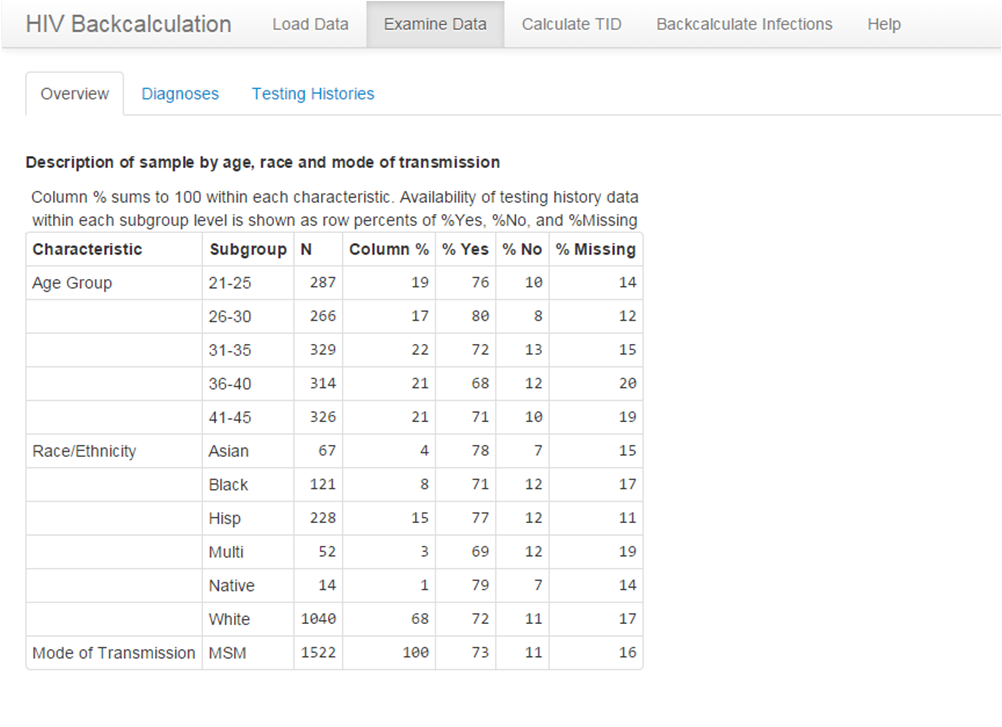 HIV Backcalculation Load Data Examine Data Calculate TID Backcalculate Infections Help
Overview Diagnoses Testing Histories
Description of sample by age, race and mode of transmission
Column % sums to 100 within each characteristic. Availability of testing history data
within each subgroup level is shown as row percents of %Yes, %No, and %Missing
Characteristic Subgroup N Column % % Yes % No % Missing
Age Group 21-25 287 19 76 10 14
26-30 266 17 80 8 12
31-35 329 22 72 13 15
36-40 314 21 68 12 20
41-45 326 21 71 10 19
Race/Ethnicity Asian 67 4 78 7 15
Black 121 8 71 12 17
Hisp 228 15 77 12 11
Multi 52 3 69 12 19
Native 14 1 79 7 14
White 1040 68 72 11 17
Mode of Transmission MSM 1522 100 73 11 16